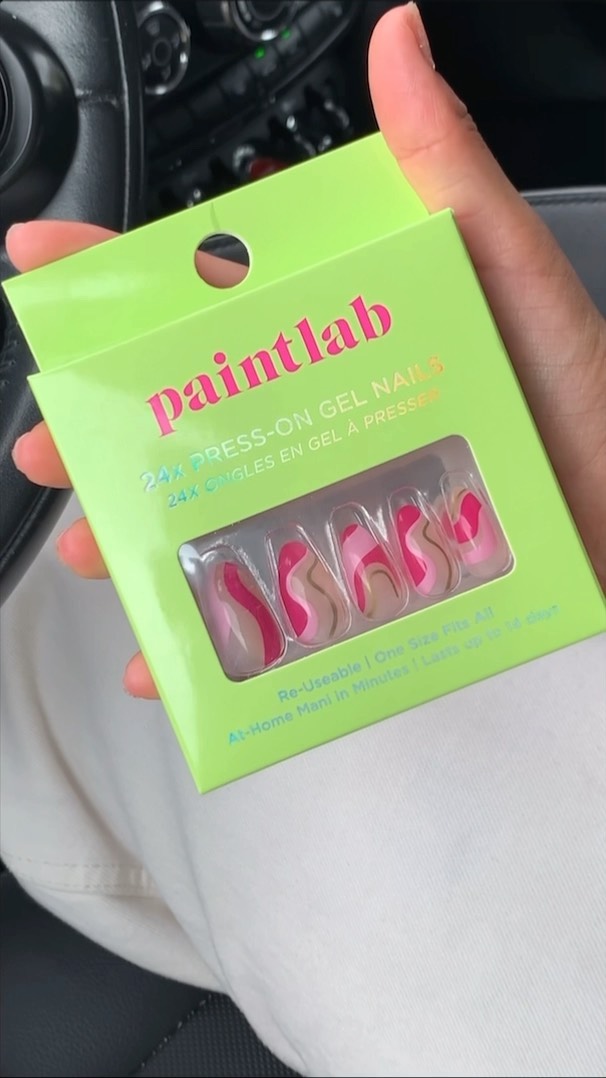 paintlab
24X PRESS-ON GEL NAILS
24X ONGLES EN GEL À PRESSER
Re-Useable | One Size Fits All
At-Home Mani in Minutes | Lasts up to 14 days*